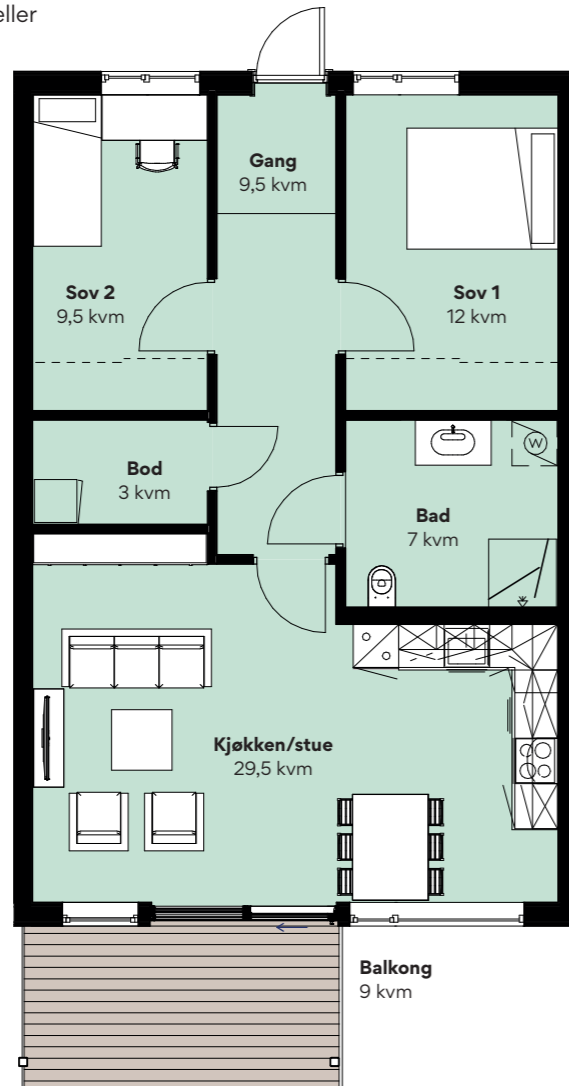 eller
Gang
9,5 kvm
Sov 2
9,5 kvm
Sov 1
12 kvm
Bod
3 kvm
W
Bad
7 kvm
Kjøkken/stue
29,5 kvm
Balkong
9 kvm